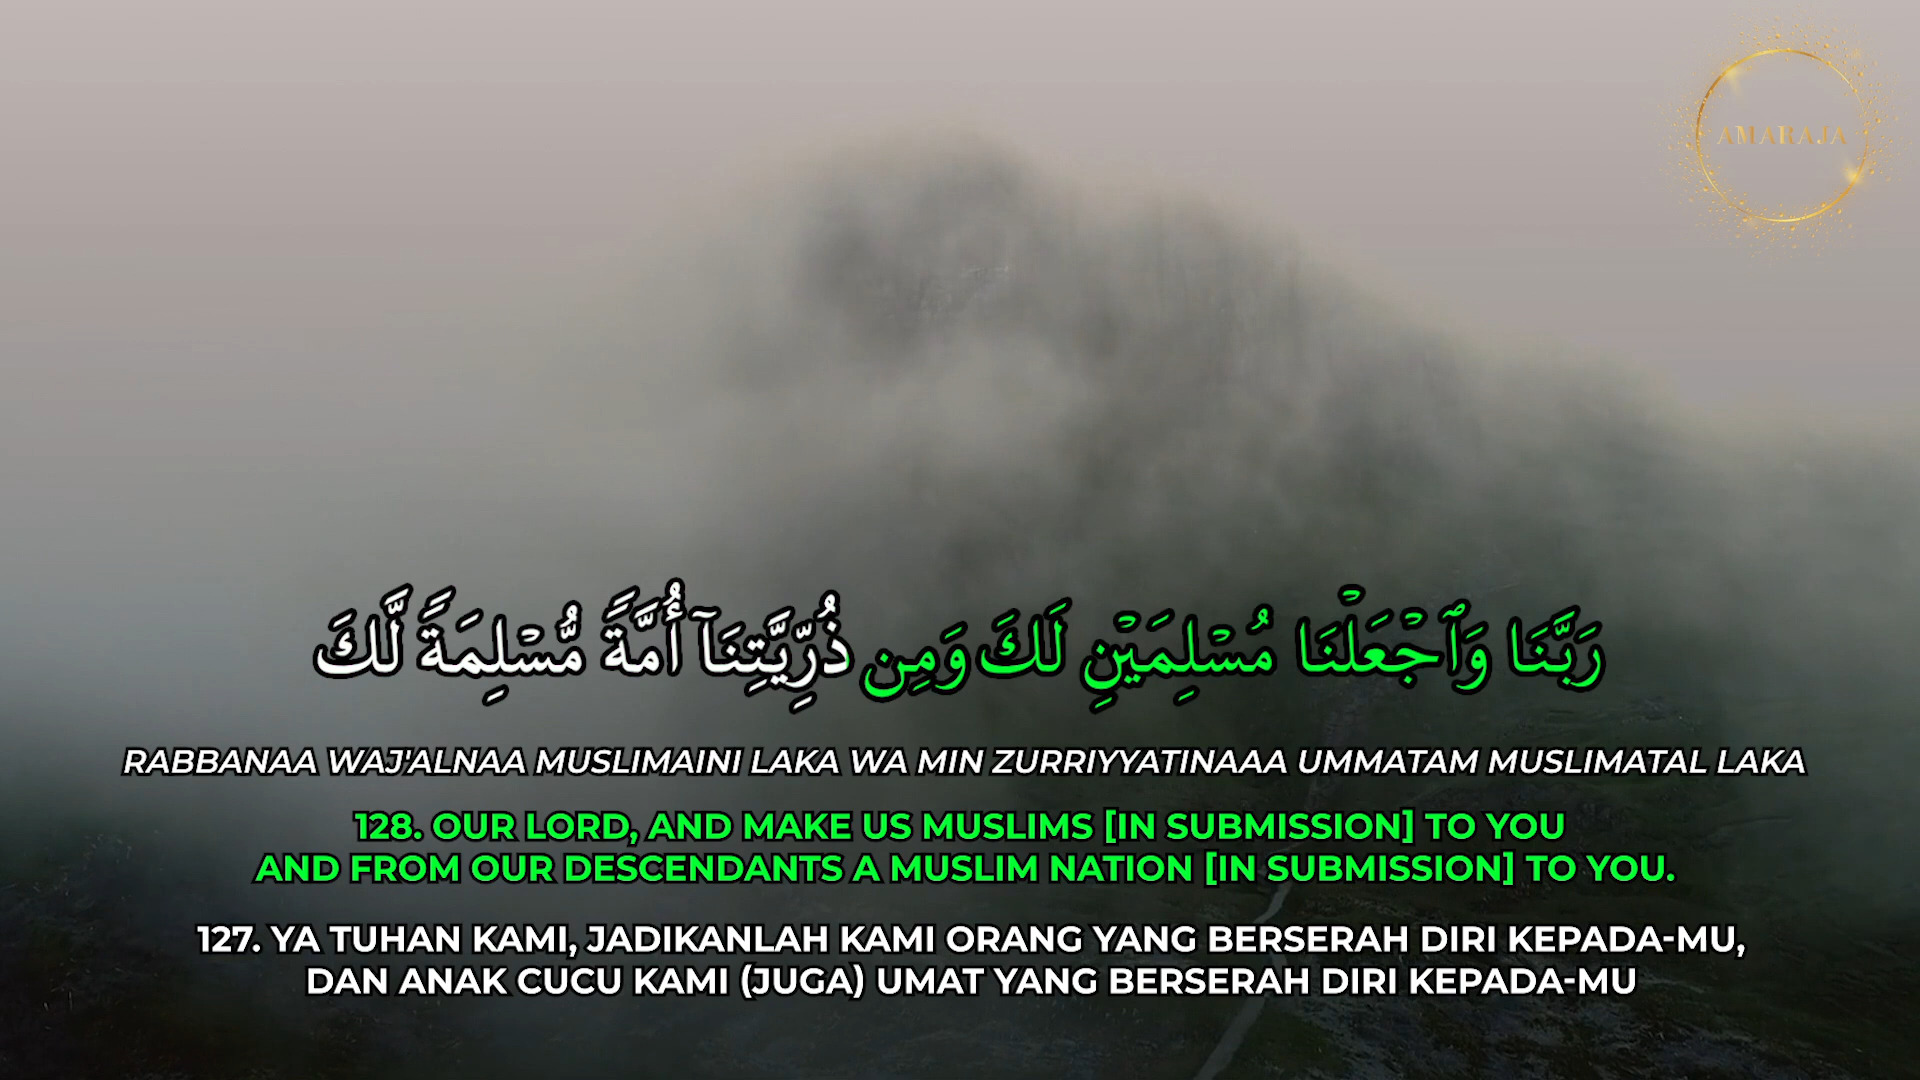 AMARAJA
رَبَّنَا وَٱجْعَلْنَا مُسْلِمَيْنِ لَكَ وَمِن ذُرِّيَّتِنَآ أُمَّةً مُّسْلِمَةً لَّكَ
RABBANAA WAJ'ALNAA MUSLIMAINI LAKA WA MIN ZURRIYYATINAAA UMMATAM MUSLIMATAL LAKA
128. OUR LORD, AND MAKE US MUSLIMS [IN SUBMISSION] TO YOU
AND FROM OUR DESCENDANTS A MUSLIM NATION [IN SUBMISSION] TO YOU.
127. YA TUHAN KAMI, JADIKANLAH KAMI ORANG YANG BERSERAH DIRI KEPADA-MU,
DAN ANAK CUCU KAMI (JUGA) UMAT YANG BERSERAH DIRI KEPADA-MU